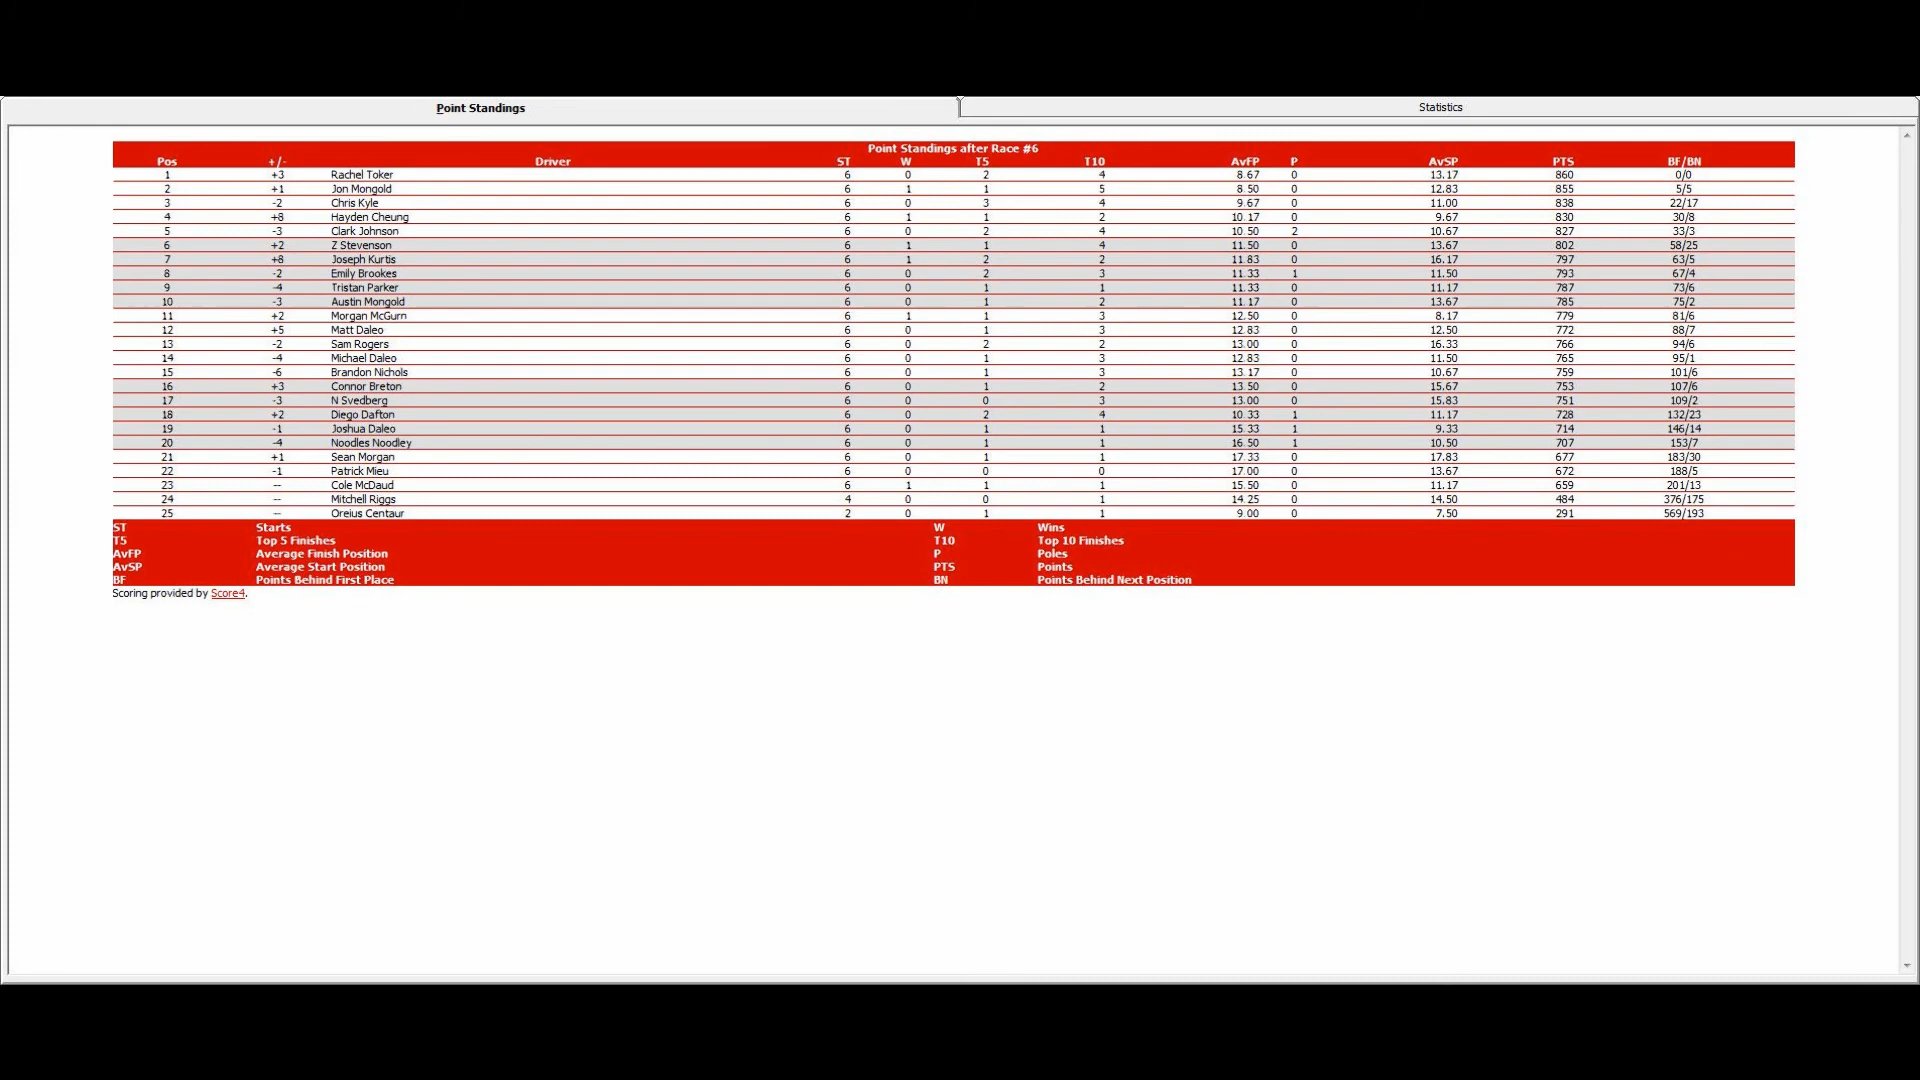 Point Standings Statistics
Point Standings after Race #6
Pos +/- Driver ST W T5 T10 AvFP P AvSP PTS BF/BN
1 +3 Rachel Toker 6 0 2 4 8.67 0 13.17 860 0/0
2 +1 Jon Mongold 6 1 1 5 8.50 0 12.83 855 5/5
3 -2 Chris Kyle 6 0 3 4 9.67 0 11.00 838 22/17
4 +8 Hayden Cheung 6 1 1 2 10.17 0 9.67 830 30/8
5 -3 Clark Johnson 6 0 2 4 10.50 2 10.67 827 33/3
6 +2 Z Stevenson 6 1 1 4 11.50 0 13.67 802 58/25
7 +8 Joseph Kurtis 6 1 2 2 11.83 0 16.17 797 63/5
8 -2 Emily Brookes 6 0 2 3 11.33 1 11.50 793 67/4
9 -4 Tristan Parker 6 0 1 1 11.33 0 11.17 787 73/6
10 -3 Austin Mongold 6 0 1 2 11.17 0 13.67 785 75/2
11 +2 Morgan McGurn 6 1 1 3 12.50 0 8.17 779 81/6
12 +5 Matt Daleo 6 0 1 3 12.83 0 12.50 772 88/7
13 -2 Sam Rogers 6 0 2 2 13.00 0 16.33 766 94/6
14 -4 Michael Daleo 6 0 1 3 12.83 0 11.50 765 95/1
15 -6 Brandon Nichols 6 0 1 3 13.17 0 10.67 759 101/6
16 +3 Connor Breton 6 0 1 2 13.50 0 15.67 753 107/6
17 -3 N Svedberg 6 0 0 3 13.00 0 15.83 751 109/2
18 +2 Diego Dafton 6 0 2 4 10.33 1 11.17 728 132/23
19 -1 Joshua Daleo 6 0 1 1 15.33 1 9.33 714 146/14
20 -4 Noodles Noodley 6 0 1 1 16.50 1 10.50 707 153/7
21 +1 Sean Morgan 6 0 1 1 17.33 0 17.83 677 183/30
22 -1 Patrick Mieu 6 0 0 0 17.00 0 13.67 672 188/5
23 -- Cole McDaud 6 1 1 1 15.50 0 11.17 659 201/13
24 -- Mitchell Riggs 4 0 0 1 14.25 0 14.50 484 376/175
25 -- Oreius Centaur 2 0 1 1 9.00 0 7.50 291 569/193
ST Starts W Wins
T5 Top 5 Finishes T10 Top 10 Finishes
AvFP Average Finish Position P Poles
AvSP Average Start Position PTS Points
BF Points Behind First Place BN Points Behind Next Position
Scoring provided by Score4.